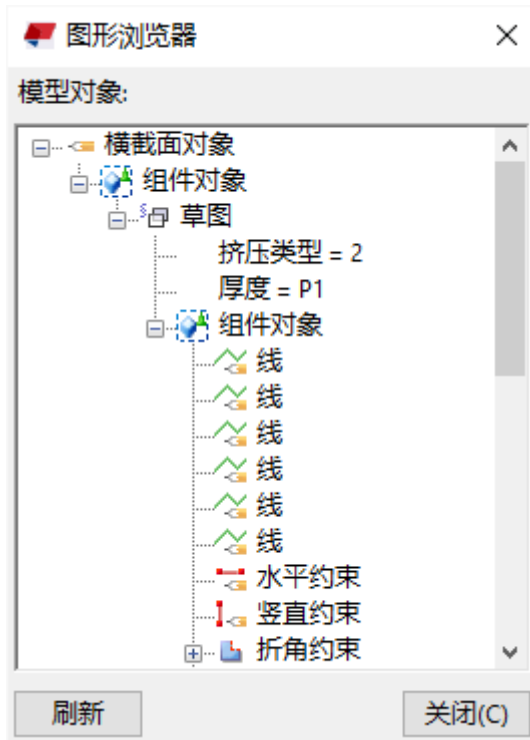 图形浏览器
模型对象:
横截面对象
组件对象
草图
挤压类型 = 2
厚度 = P1
组件对象
线
线
线
线
线
线
水平约束
竖直约束
折角约束
刷新
关闭(C)